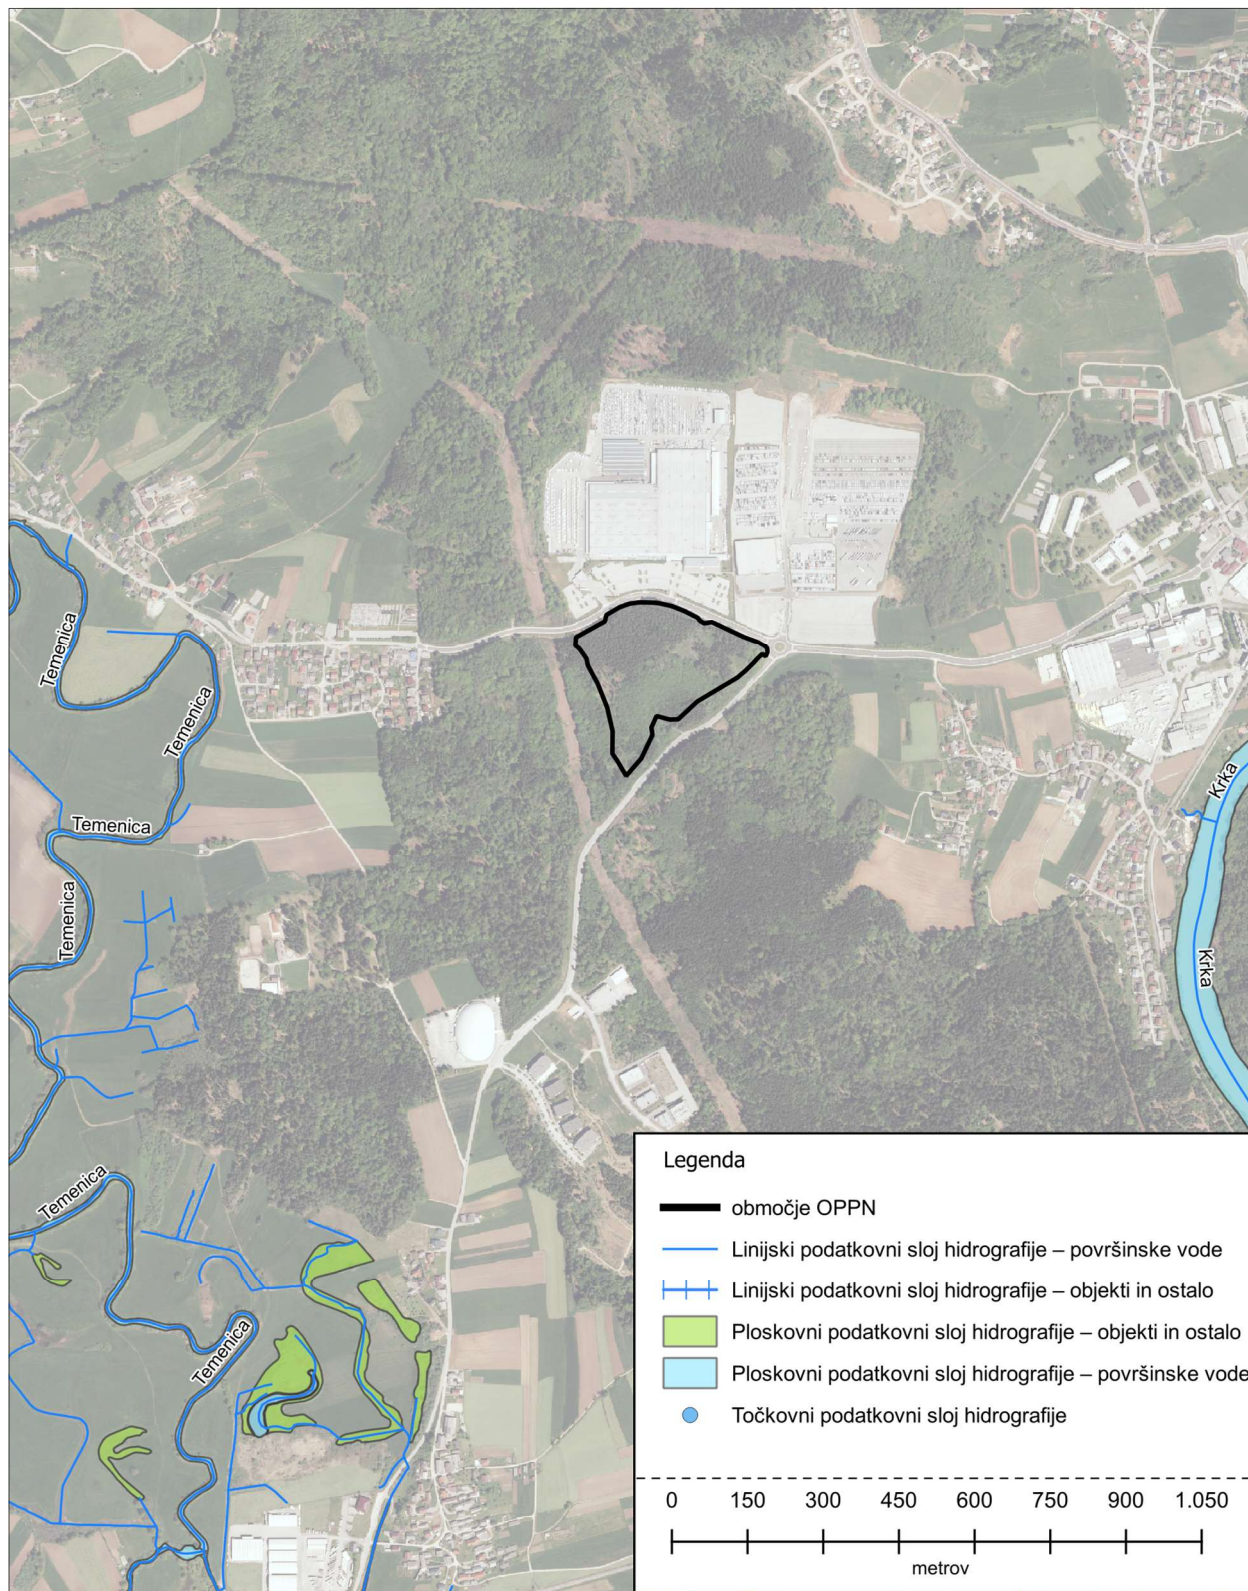 Temenica
Temenica
Temenica
Krka
Temenica
Krka
Temenica
Temenica
Legenda
območje OPPN
Linijski podatkovni sloj hidrografije – površinske vode
Linijski podatkovni sloj hidrografije – objekti in ostalo
Ploskovni podatkovni sloj hidrografije – objekti in ostalo
Ploskovni podatkovni sloj hidrografije – površinske vode
Točkovni podatkovni sloj hidrografije
0 150 300 450 600 750 900 1.050
metrov